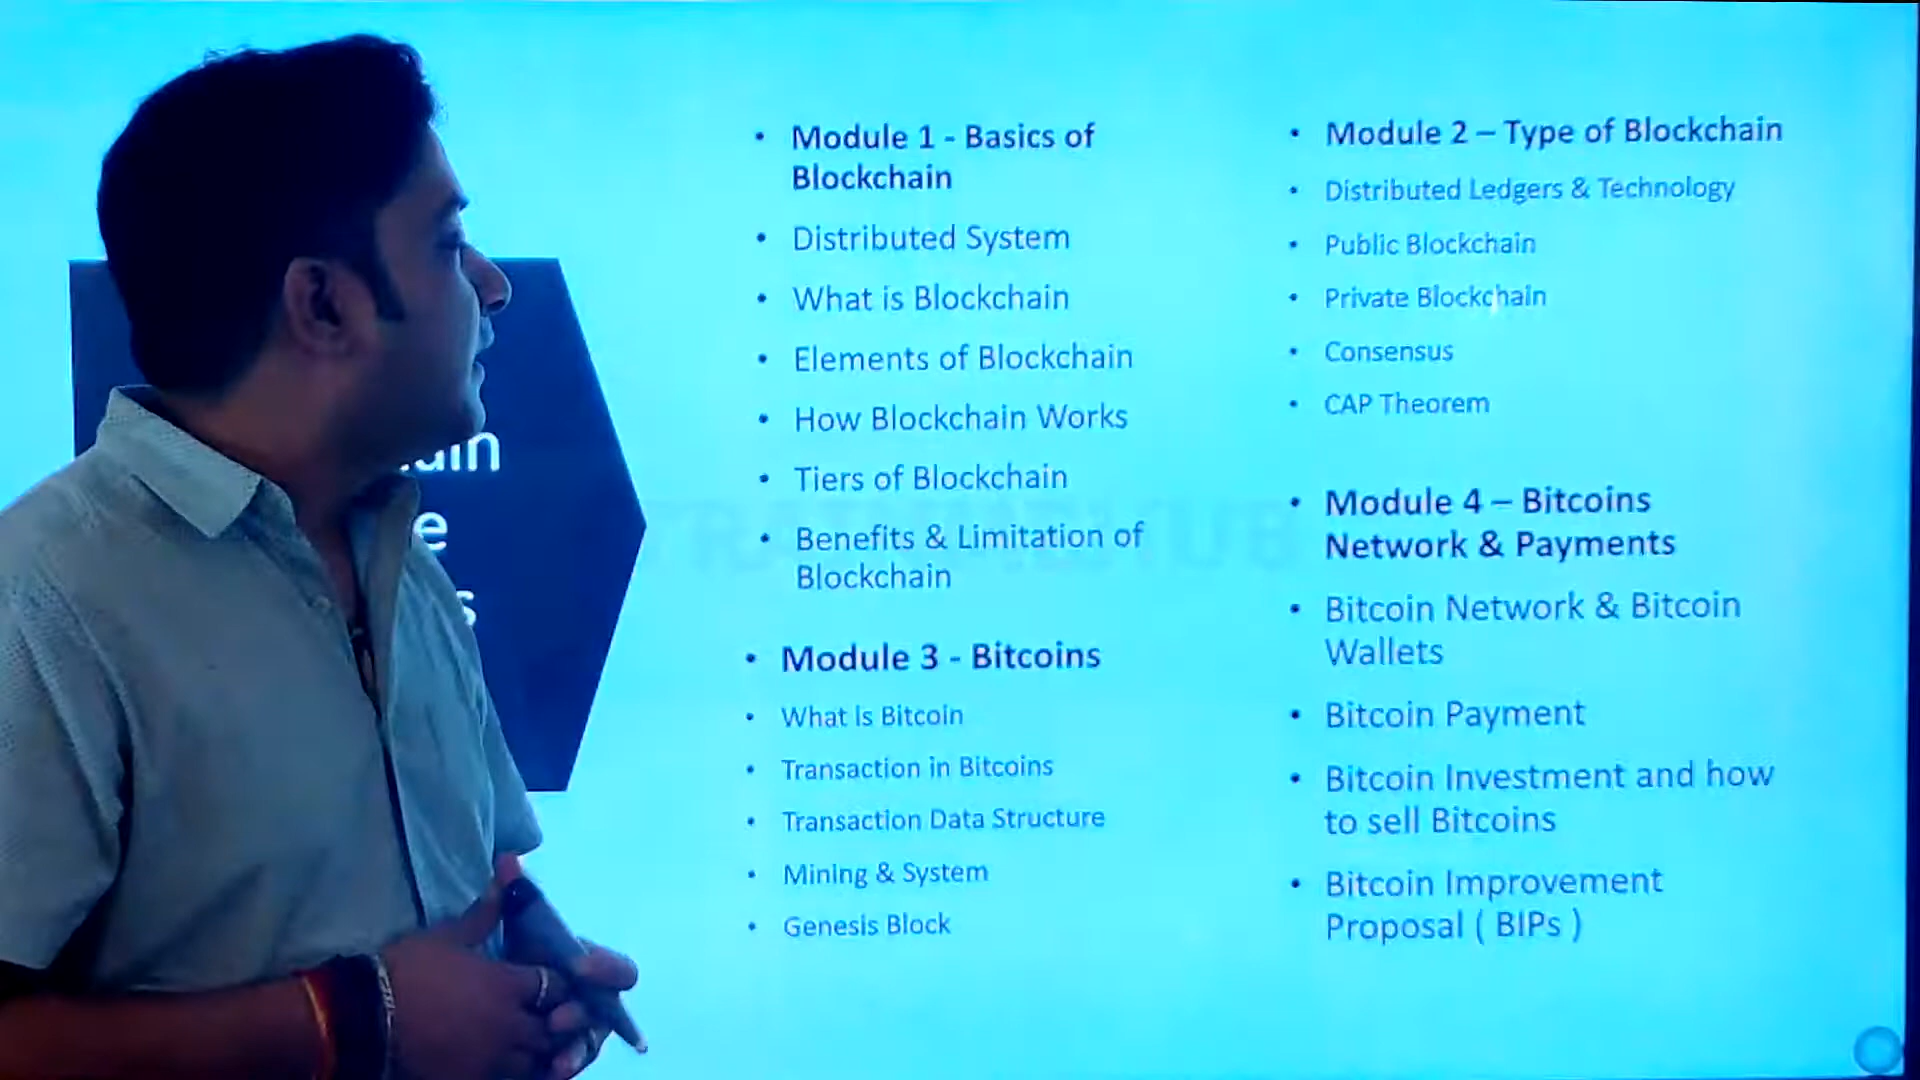 Module 1 - Basics of
Blockchain
Distributed System
What is Blockchain
Elements of Blockchain
How Blockchain Works
Tiers of Blockchain
Benefits & Limitation of
Blockchain
Module 3 - Bitcoins
What is Bitcoin
Transaction in Bitcoins
Transaction Data Structure
Mining & System
Genesis Block
Module 2 – Type of Blockchain
Distributed Ledgers & Technology
Public Blockchain
Private Blockchain
Consensus
CAP Theorem
Module 4 – Bitcoins
Network & Payments
Bitcoin Network & Bitcoin
Wallets
Bitcoin Payment
Bitcoin Investment and how
to sell Bitcoins
Bitcoin Improvement
Proposal ( BIPs )